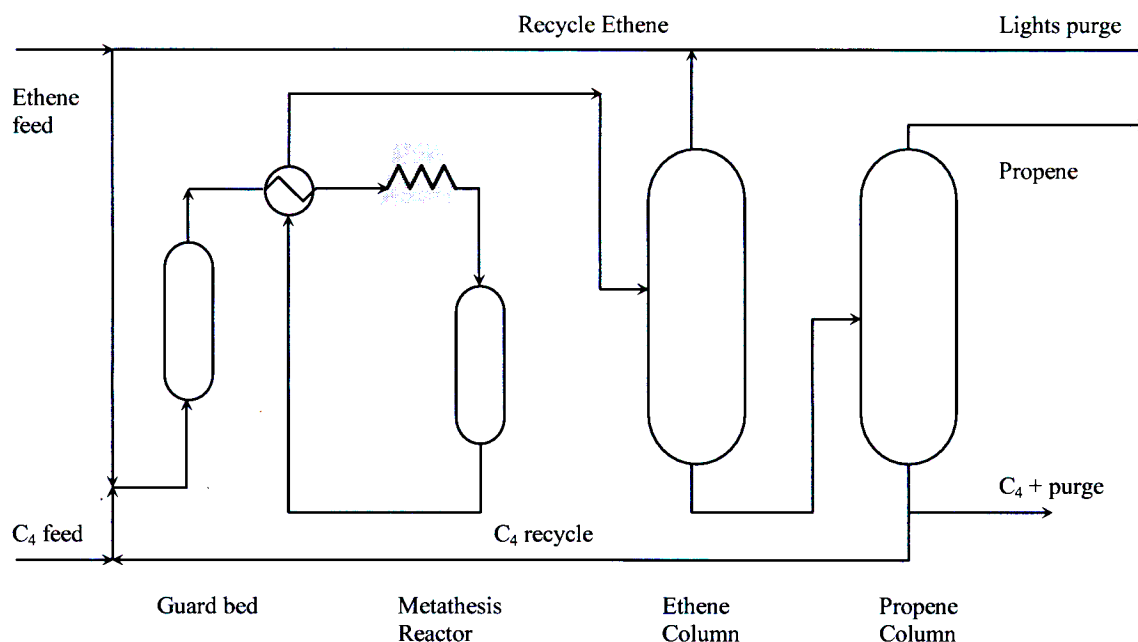 Recycle Ethene
Lights purge
Ethene
feed
Propene
C₄ + purge
C₄ feed
C₄ recycle
Guard bed
Metathesis
Reactor
Ethene
Column
Propene
Column